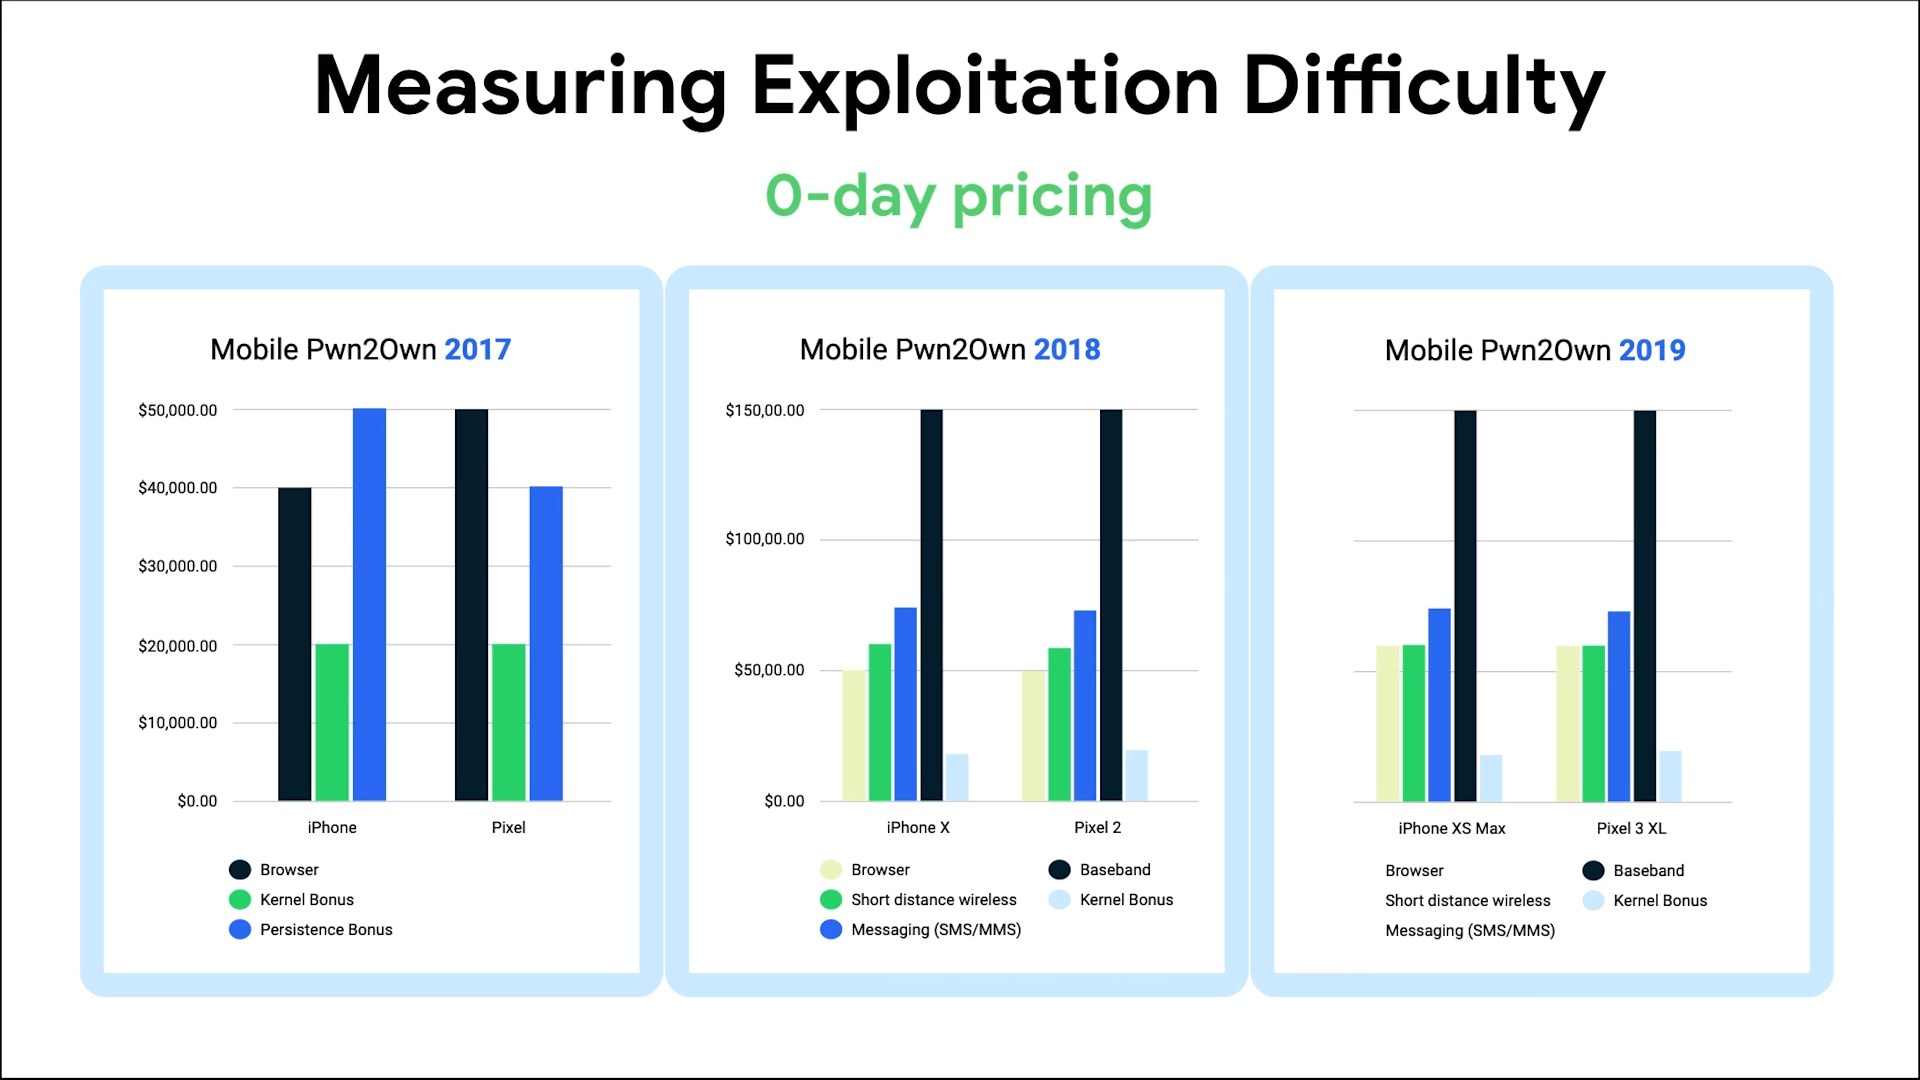 Measuring Exploitation Difficulty
0-day pricing
Mobile Pwn2Own 2017
$50,000.00
$40,000.00
$30,000.00
$20,000.00
$10,000.00
$0.00
iPhone
Pixel
Browser
Kernel Bonus
Persistence Bonus
Mobile Pwn2Own 2018
$150,00.00
$100,00.00
$50,00.00
$0.00
iPhone X
Pixel 2
Browser
Short distance wireless
Messaging (SMS/MMS)
Baseband
Kernel Bonus
Mobile Pwn2Own 2019
iPhone XS Max
Pixel 3 XL
Browser
Short distance wireless
Messaging (SMS/MMS)
Baseband
Kernel Bonus